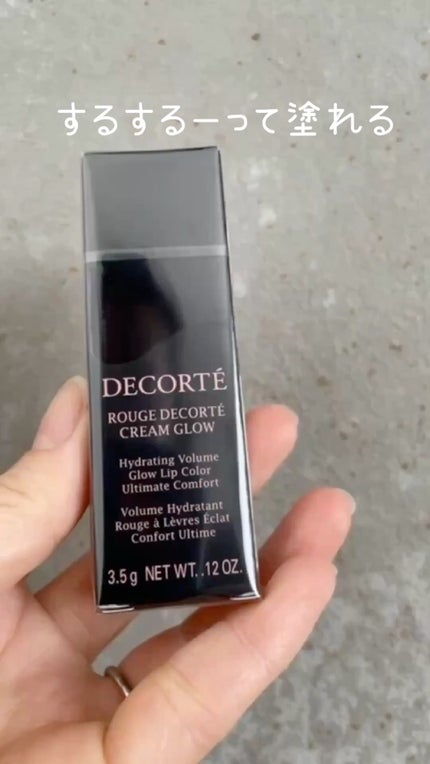 するするーって塗れる
DECORTÉ
ROUGE DECORTÉ
CREAM GLOW
Hydrating Volume
Glow Lip Color
Ultimate Comfort
Volume Hydratant
Rouge à Lèvres Éclat
Confort Ultime
3.5g NET WT. .12 OZ.